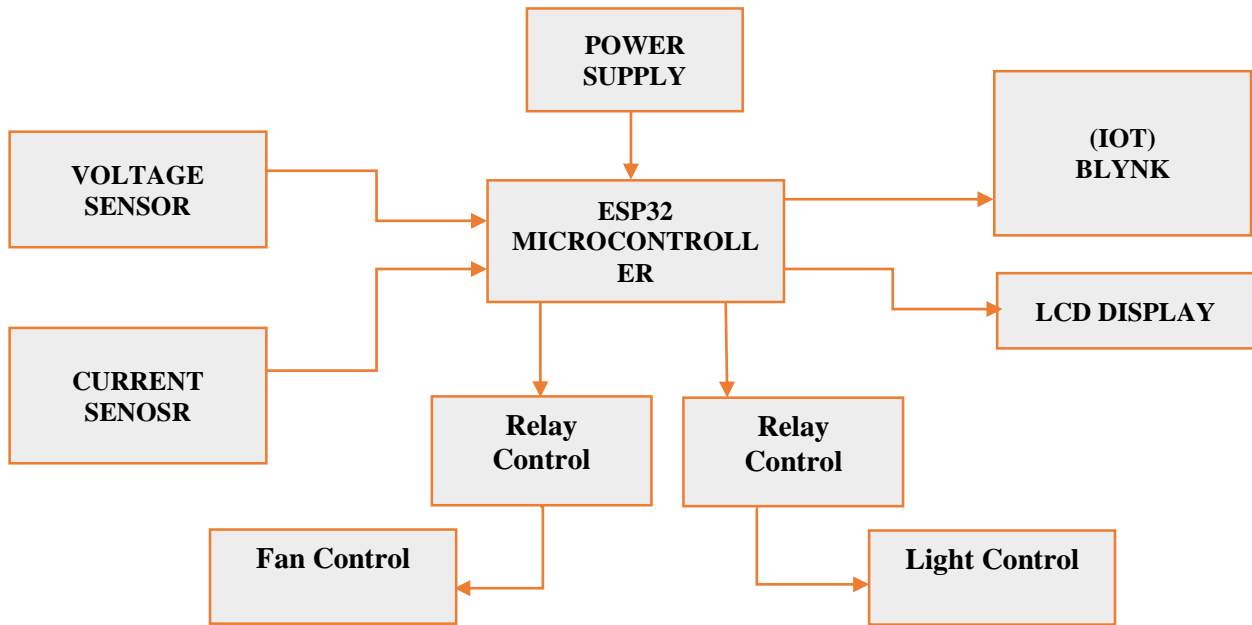 POWER
SUPPLY
(IOT)
BLYNK
VOLTAGE
SENSOR
ESP32
MICROCONTROLL
ER
LCD DISPLAY
CURRENT
SENOSR
Relay
Control
Relay
Control
Fan Control
Light Control